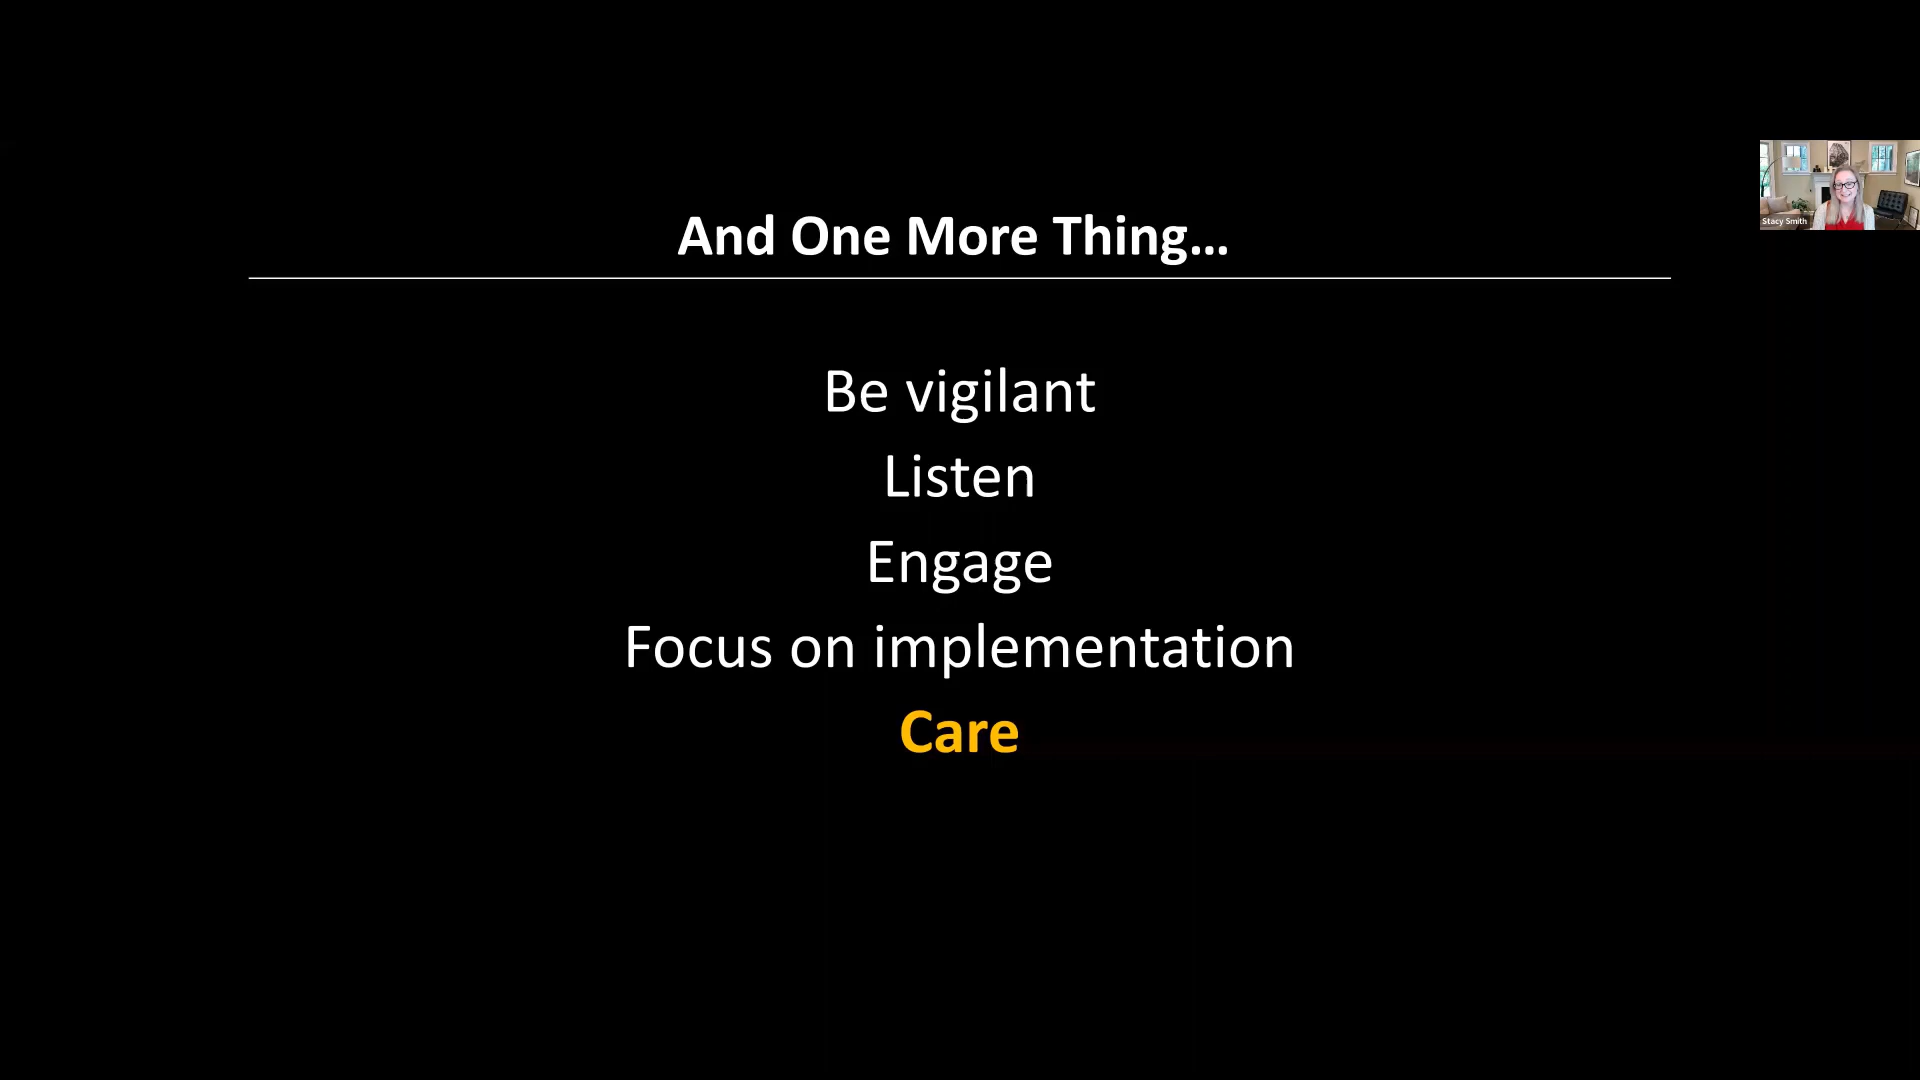 And One More Thing...
Stacy Smith
Be vigilant
Listen
Engage
Focus on implementation
Care